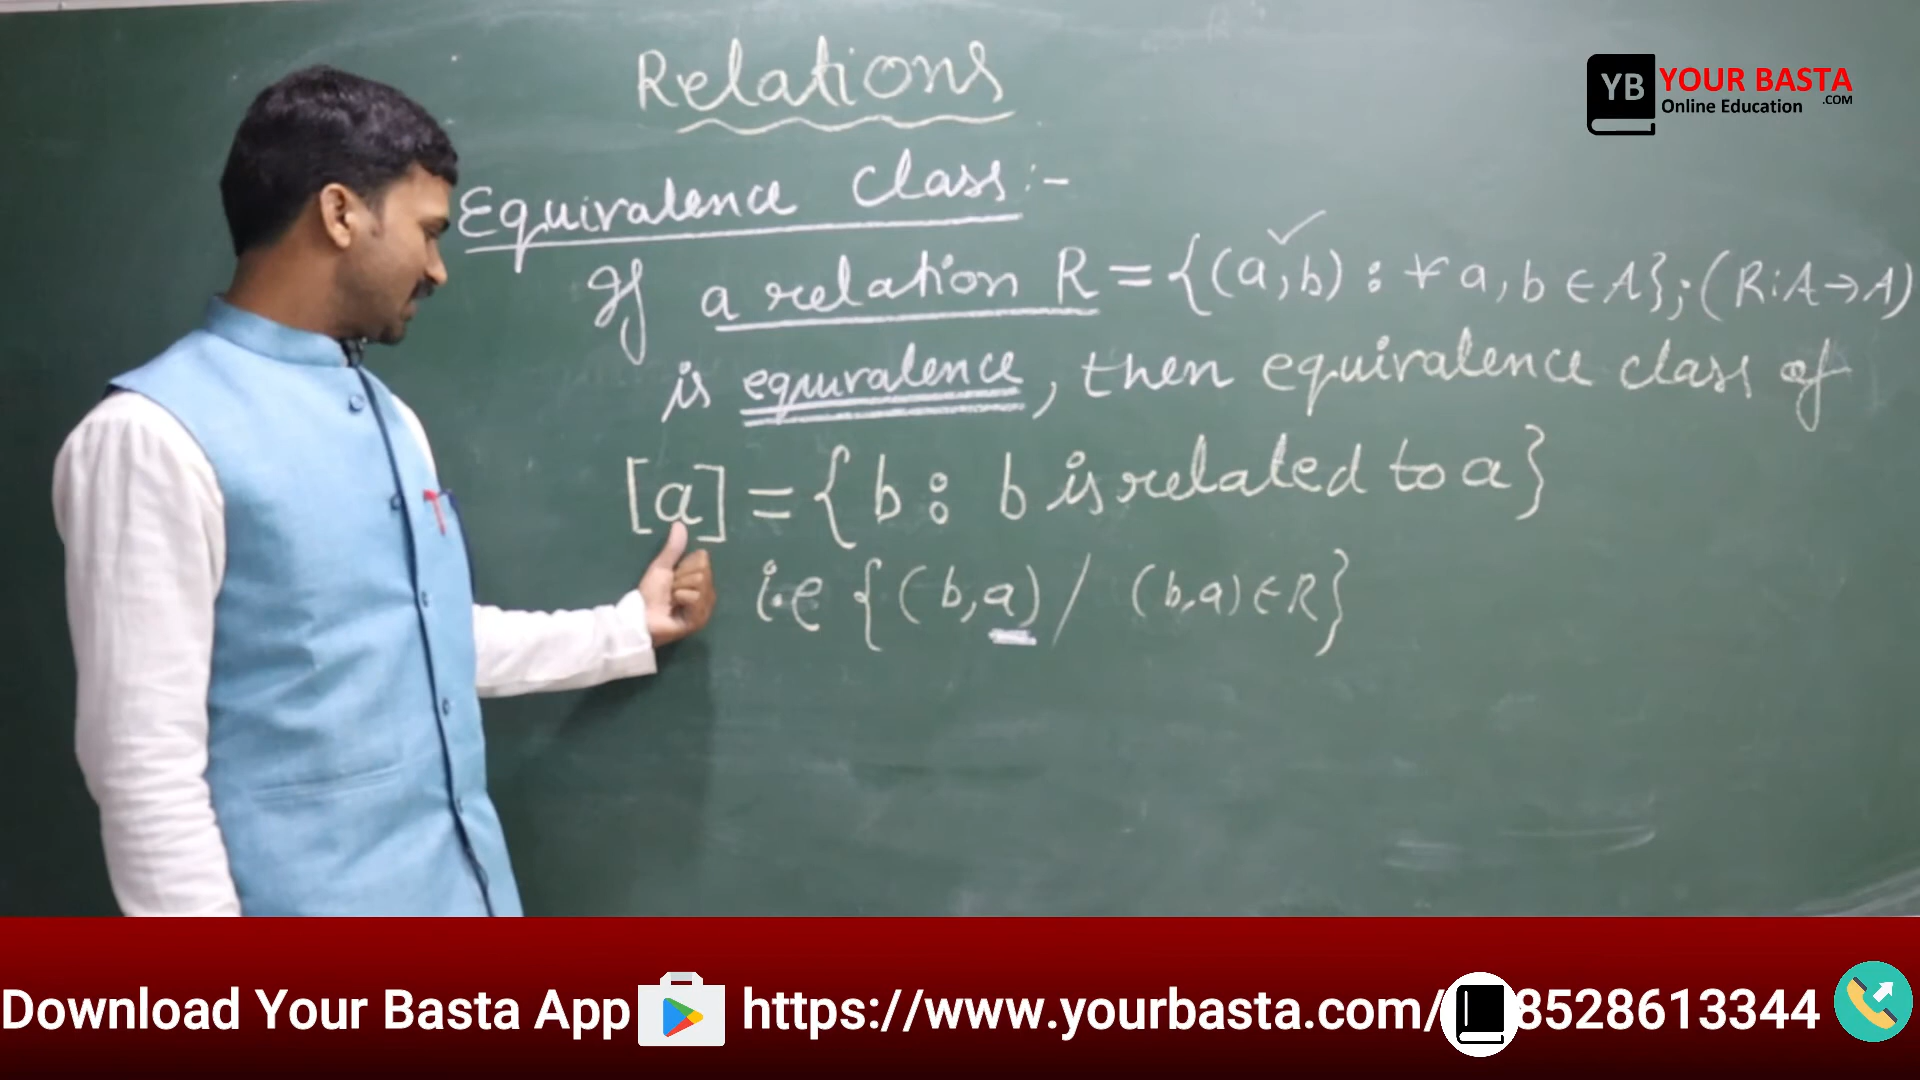 Relations
YB YOUR BASTA
.COM
Online Education
Equivalence Class :-
If a relation R = {(a,b) : ∀ a, b ∈ A} ; (R:A→A)
is equivalence, then equivalence class of
[a] = { b : b is related to a}
i.e {(b,a) / (b,a) ∈ R}
Download Your Basta App https://www.yourbasta.com/ 8528613344